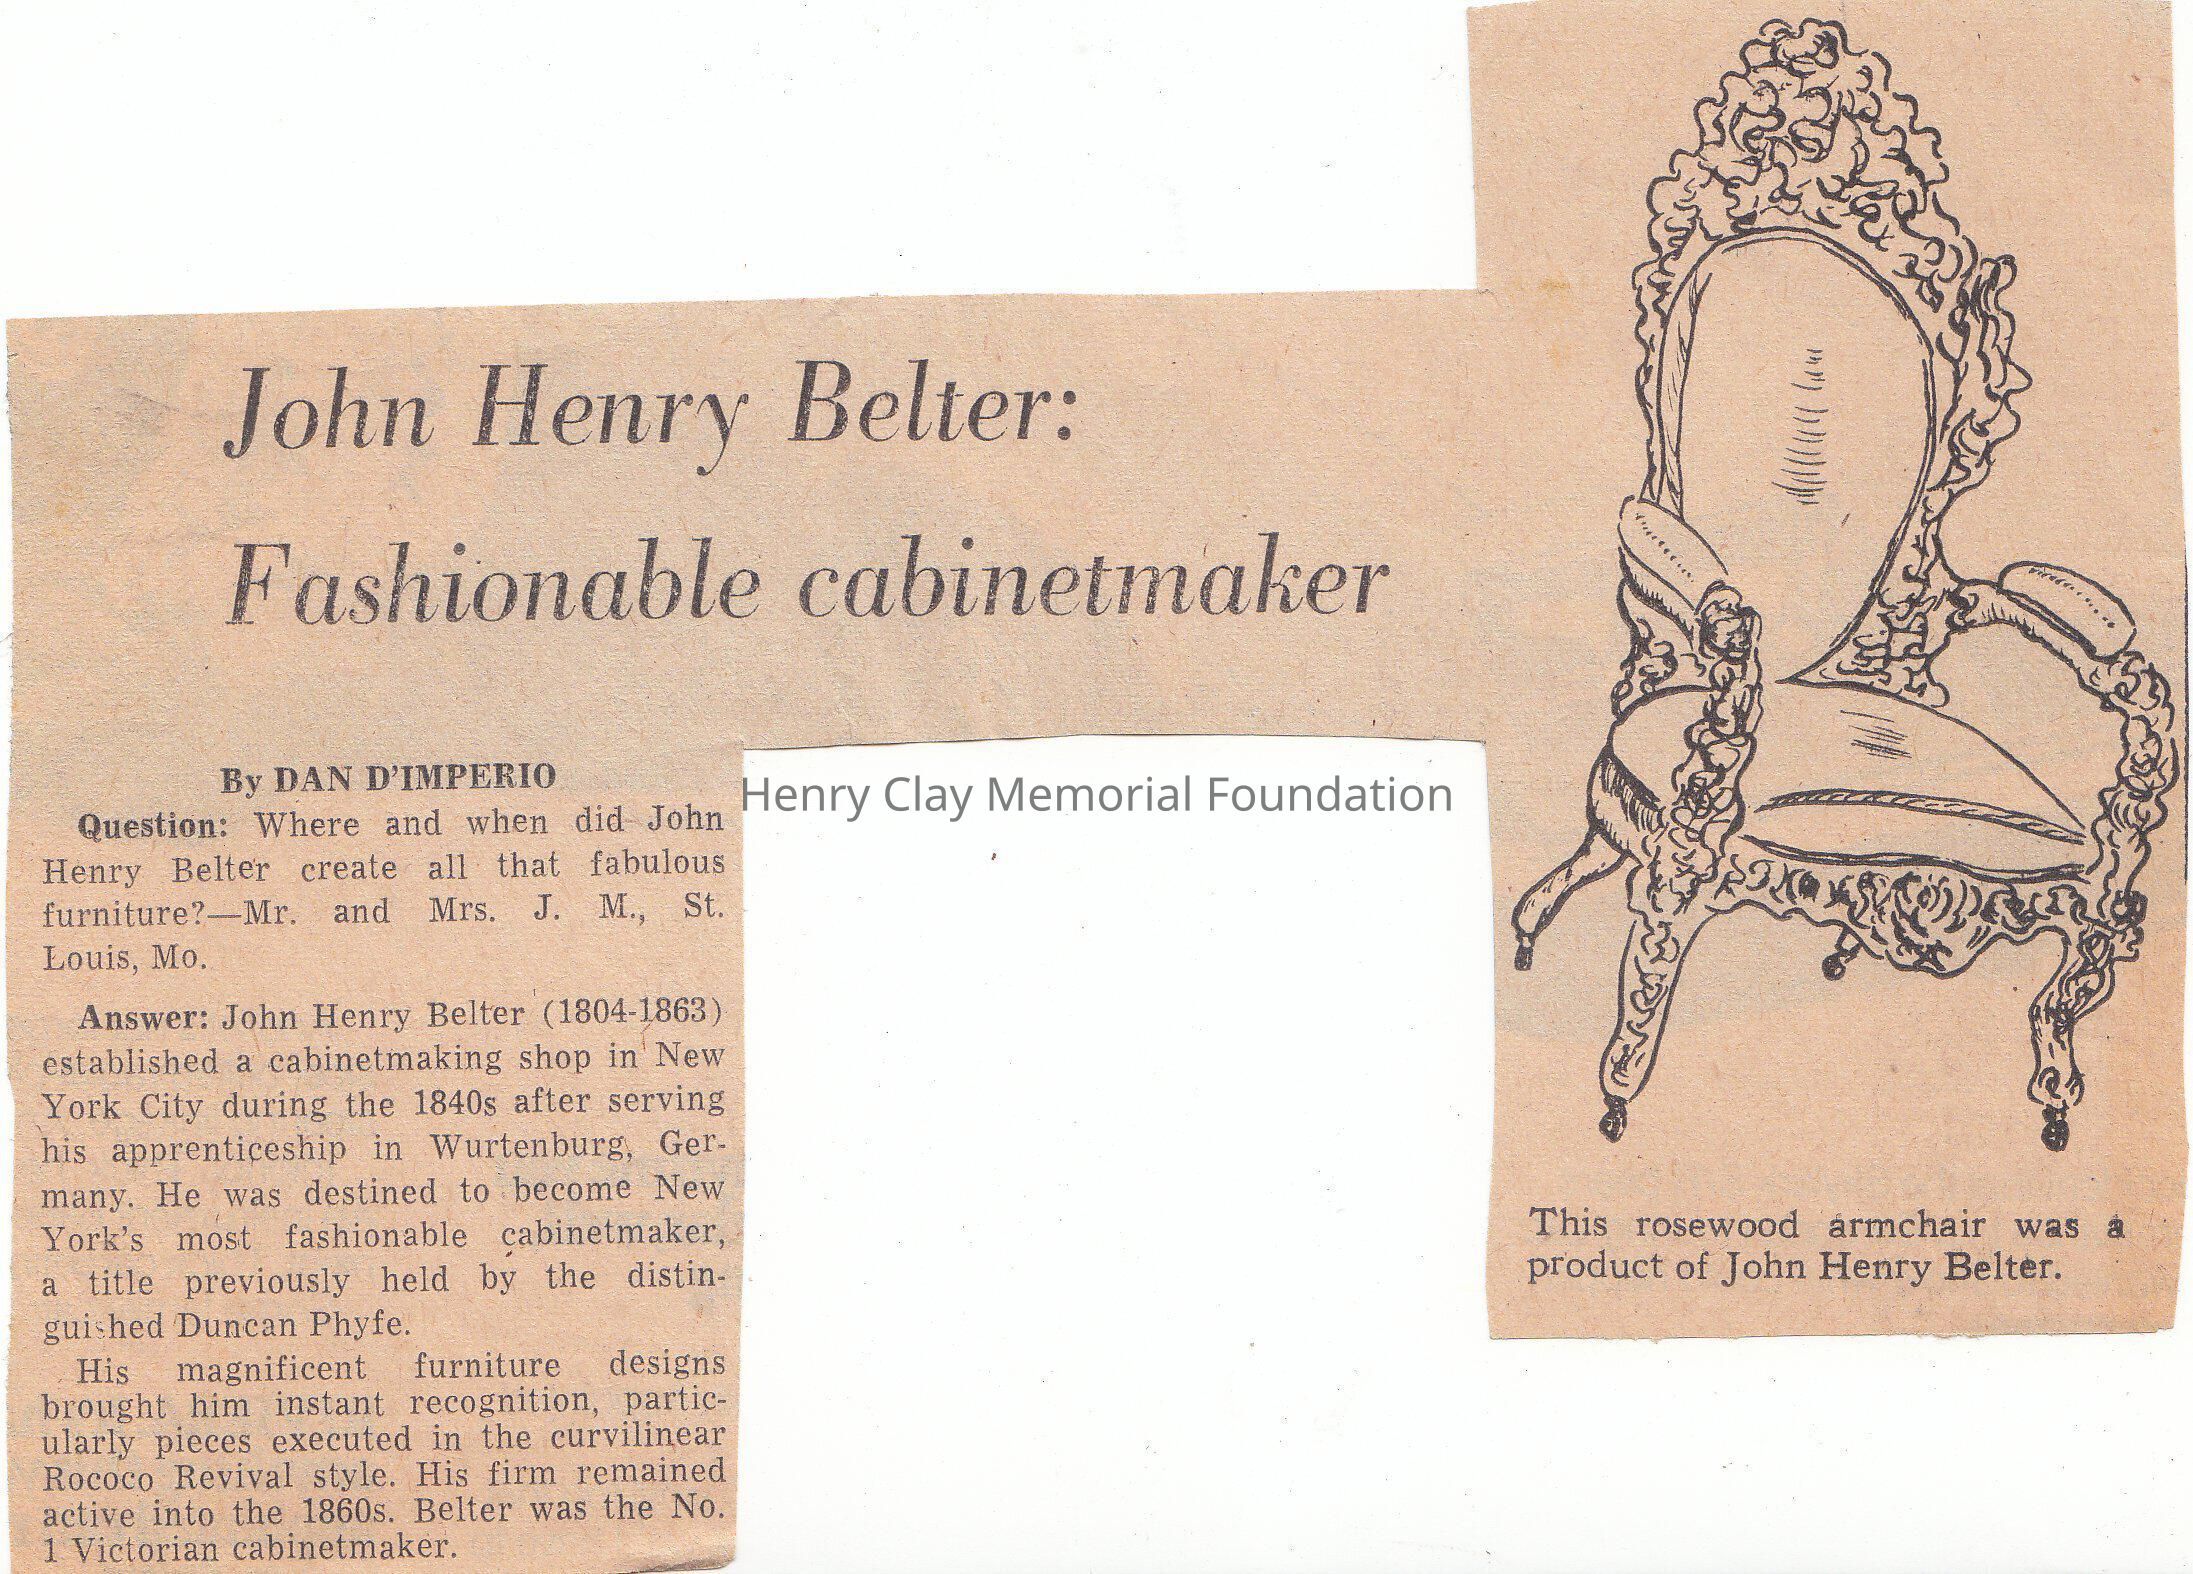 John Henry Belter:
Fashionable cabinetmaker
By DAN D'IMPERIO
Question: Where and when did John
Henry Belter create all that fabulous
furniture?—Mr. and Mrs. J. M., St.
Louis, Mo.
Answer: John Henry Belter (1804-1863)
established a cabinetmaking shop in New
York City during the 1840s after serving
his apprenticeship in Wurtenburg, Ger-
many. He was destined to become New
York's most fashionable cabinetmaker,
a title previously held by the distin-
guished Duncan Phyfe.
His magnificent furniture designs
brought him instant recognition, partic-
ularly pieces executed in the curvilinear
Rococo Revival style. His firm remained
active into the 1860s. Belter was the No.
1 Victorian cabinetmaker.
Henry Clay Memorial Foundation
This rosewood armchair was a
product of John Henry Belter.